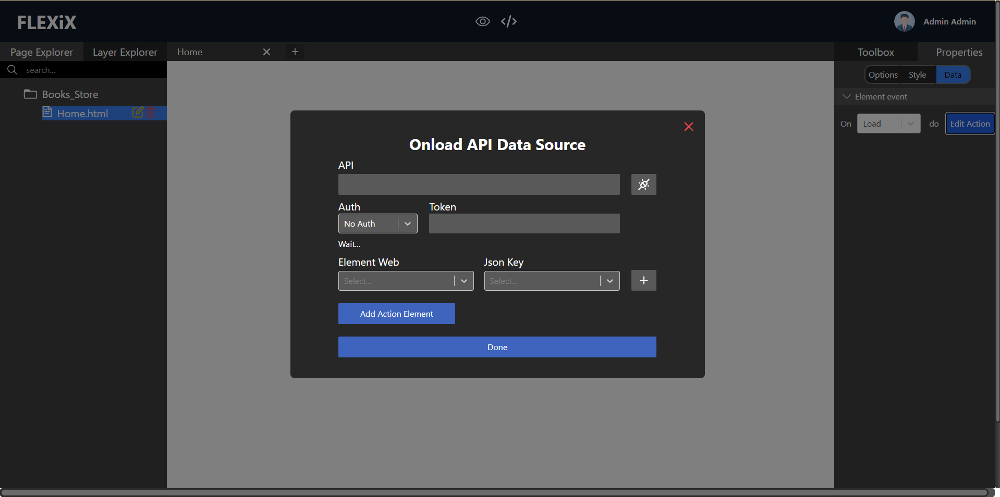 FLEXiX
Admin Admin
Page Explorer
Layer Explorer
Home
Toolbox
Properties
search...
Options
Style
Data
Books_Store
Home.html
Element event
On
Load
do
Edit Action
Onload API Data Source
API
Auth
Token
No Auth
Wait...
Element Web
Json Key
Select...
Select...
Add Action Element
Done